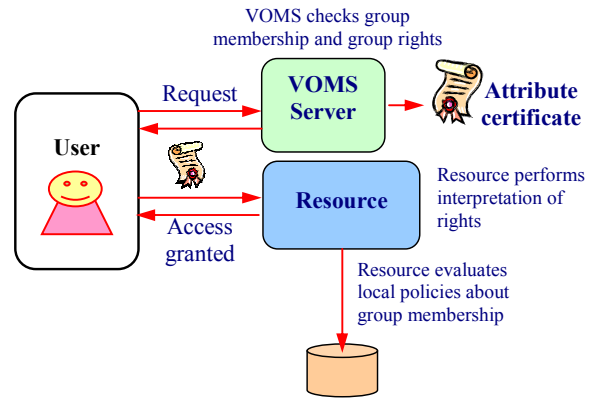 VOMS checks group
membership and group rights
Request
VOMS
Server
Attribute
certificate
User
Resource
Resource performs
interpretation of
rights
Access
granted
Resource evaluates
local policies about
group membership